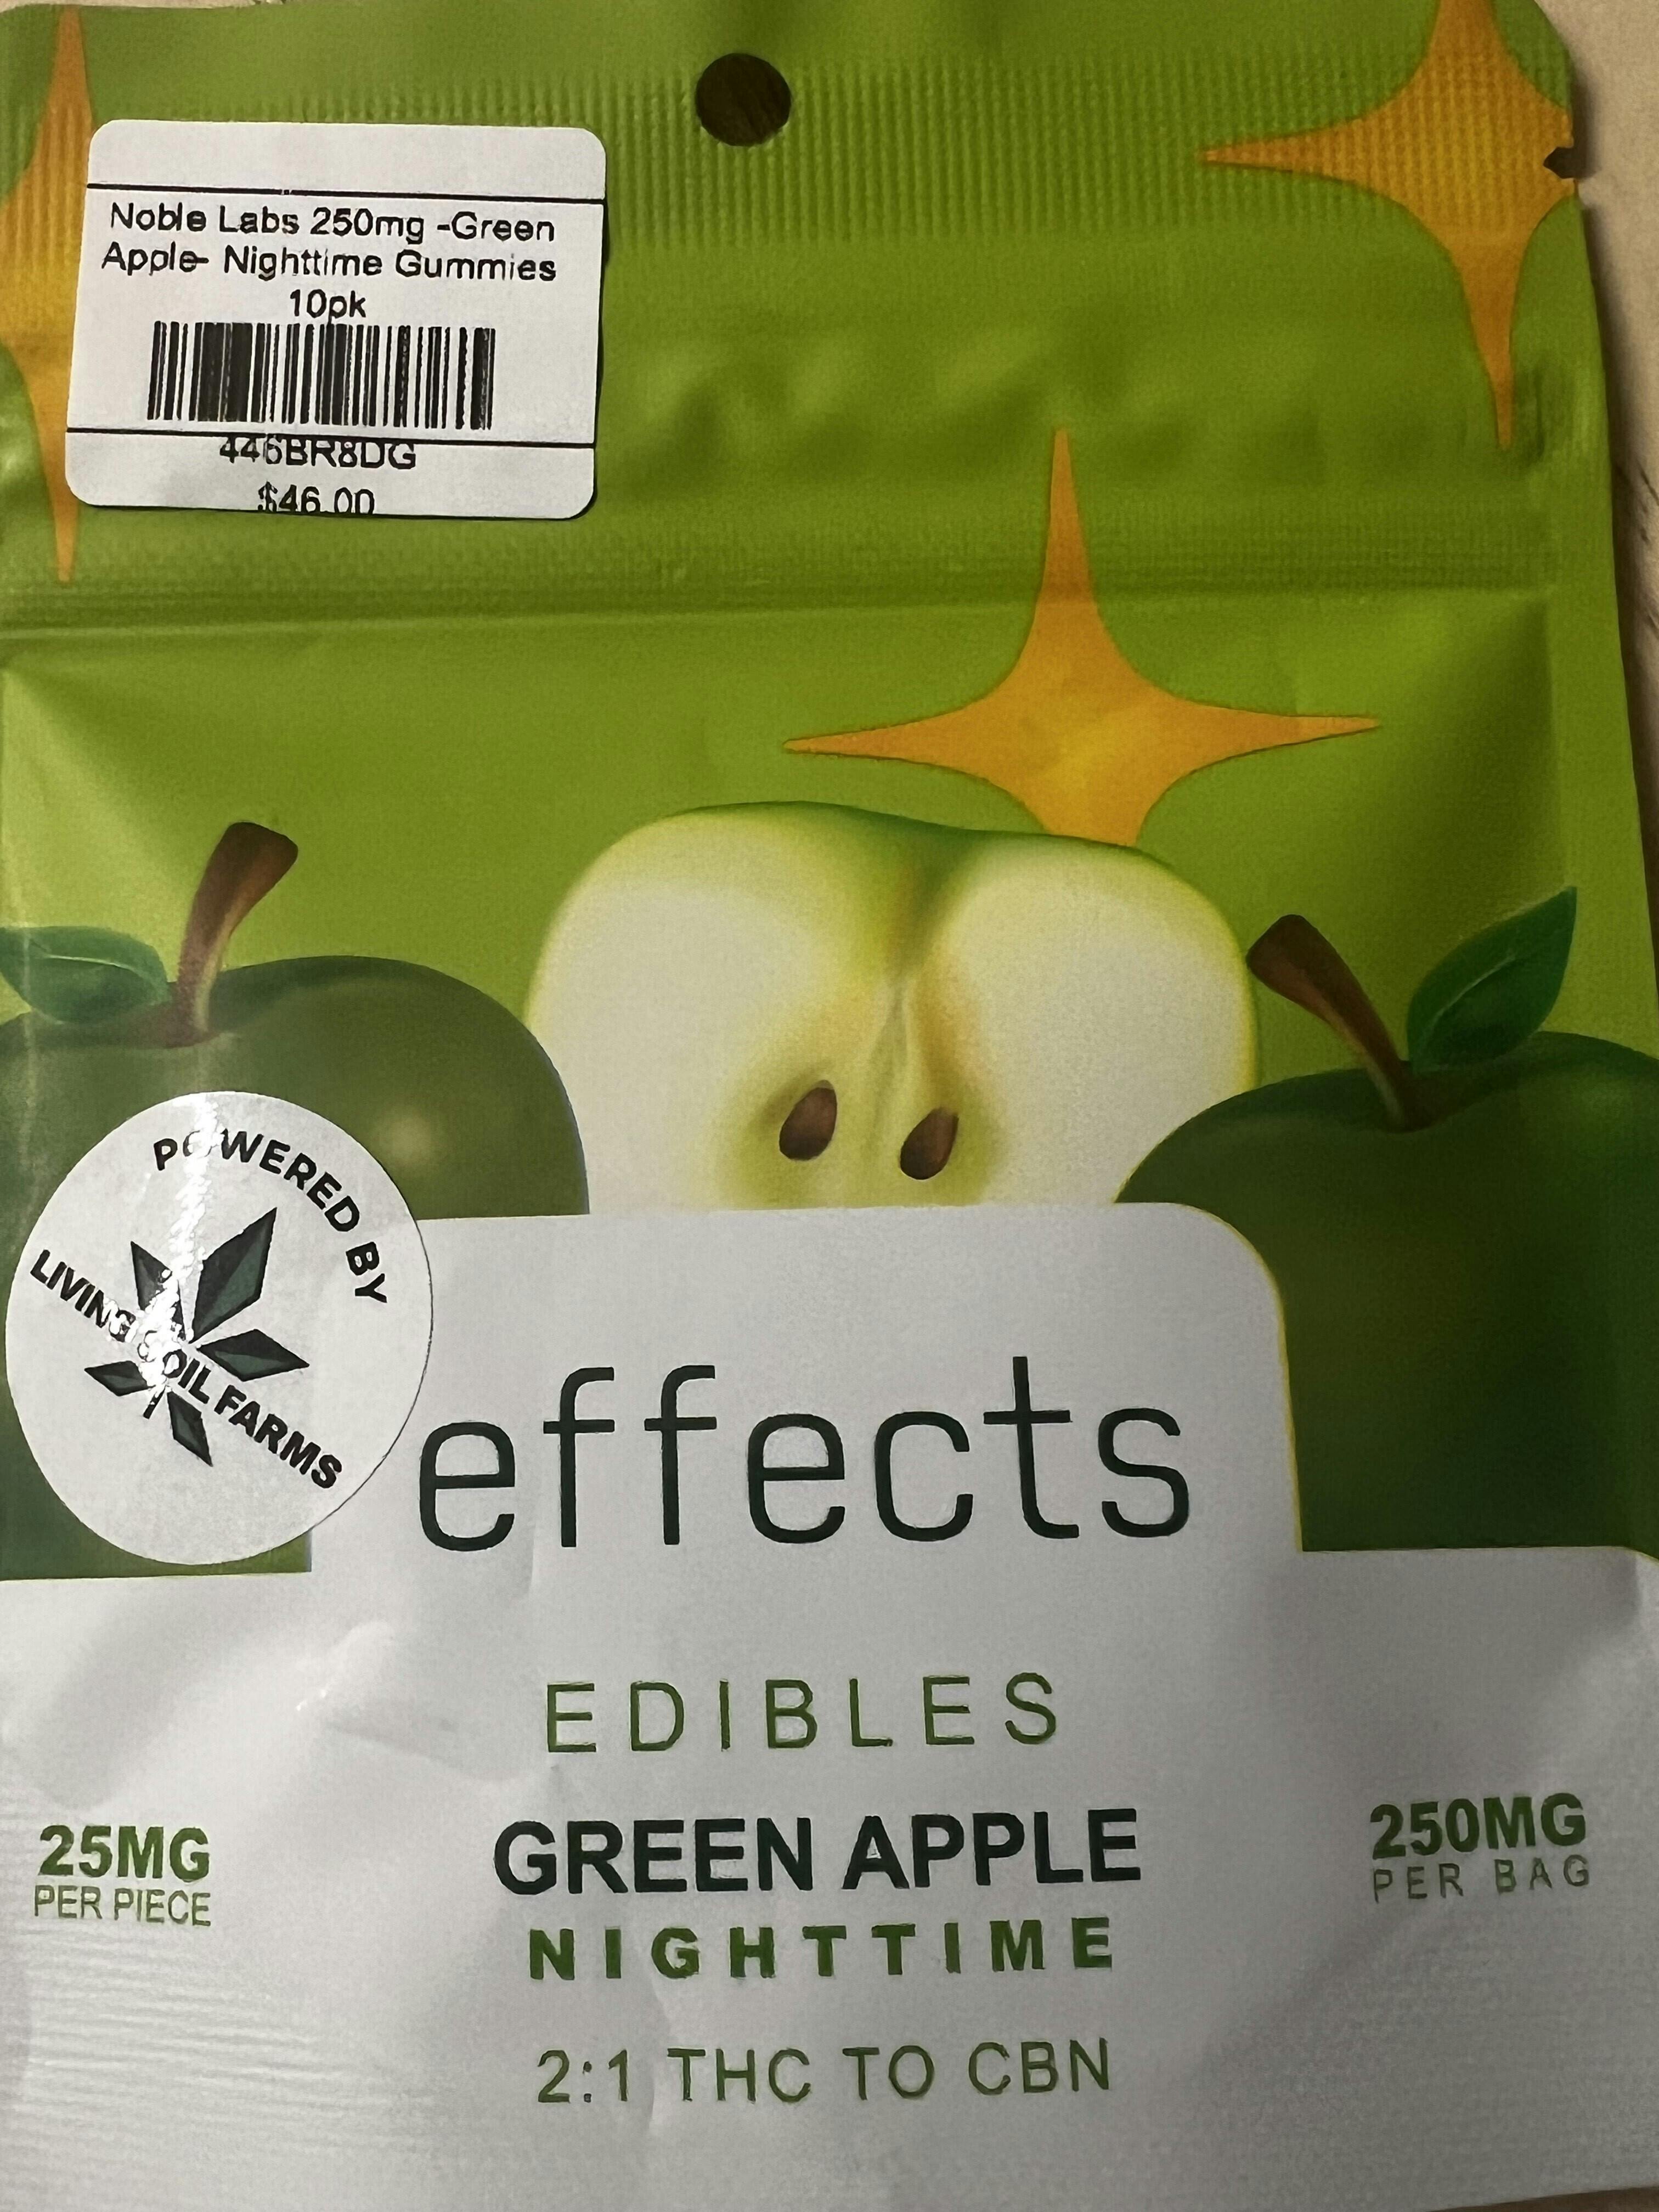 Noble Labs 250mg -Green
Apple- Nighttime Gummies
10pk
446BR8DG
$46.00
POWERED BY
LIVING SOIL FARMS
effects
EDIBLES
25MG
PER PIECE
GREEN APPLE
NIGHTTIME
250MG
PER BAG
2:1 THC TO CBN